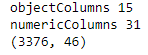 objectColumns 15
numericColumns 31
(3376, 46)